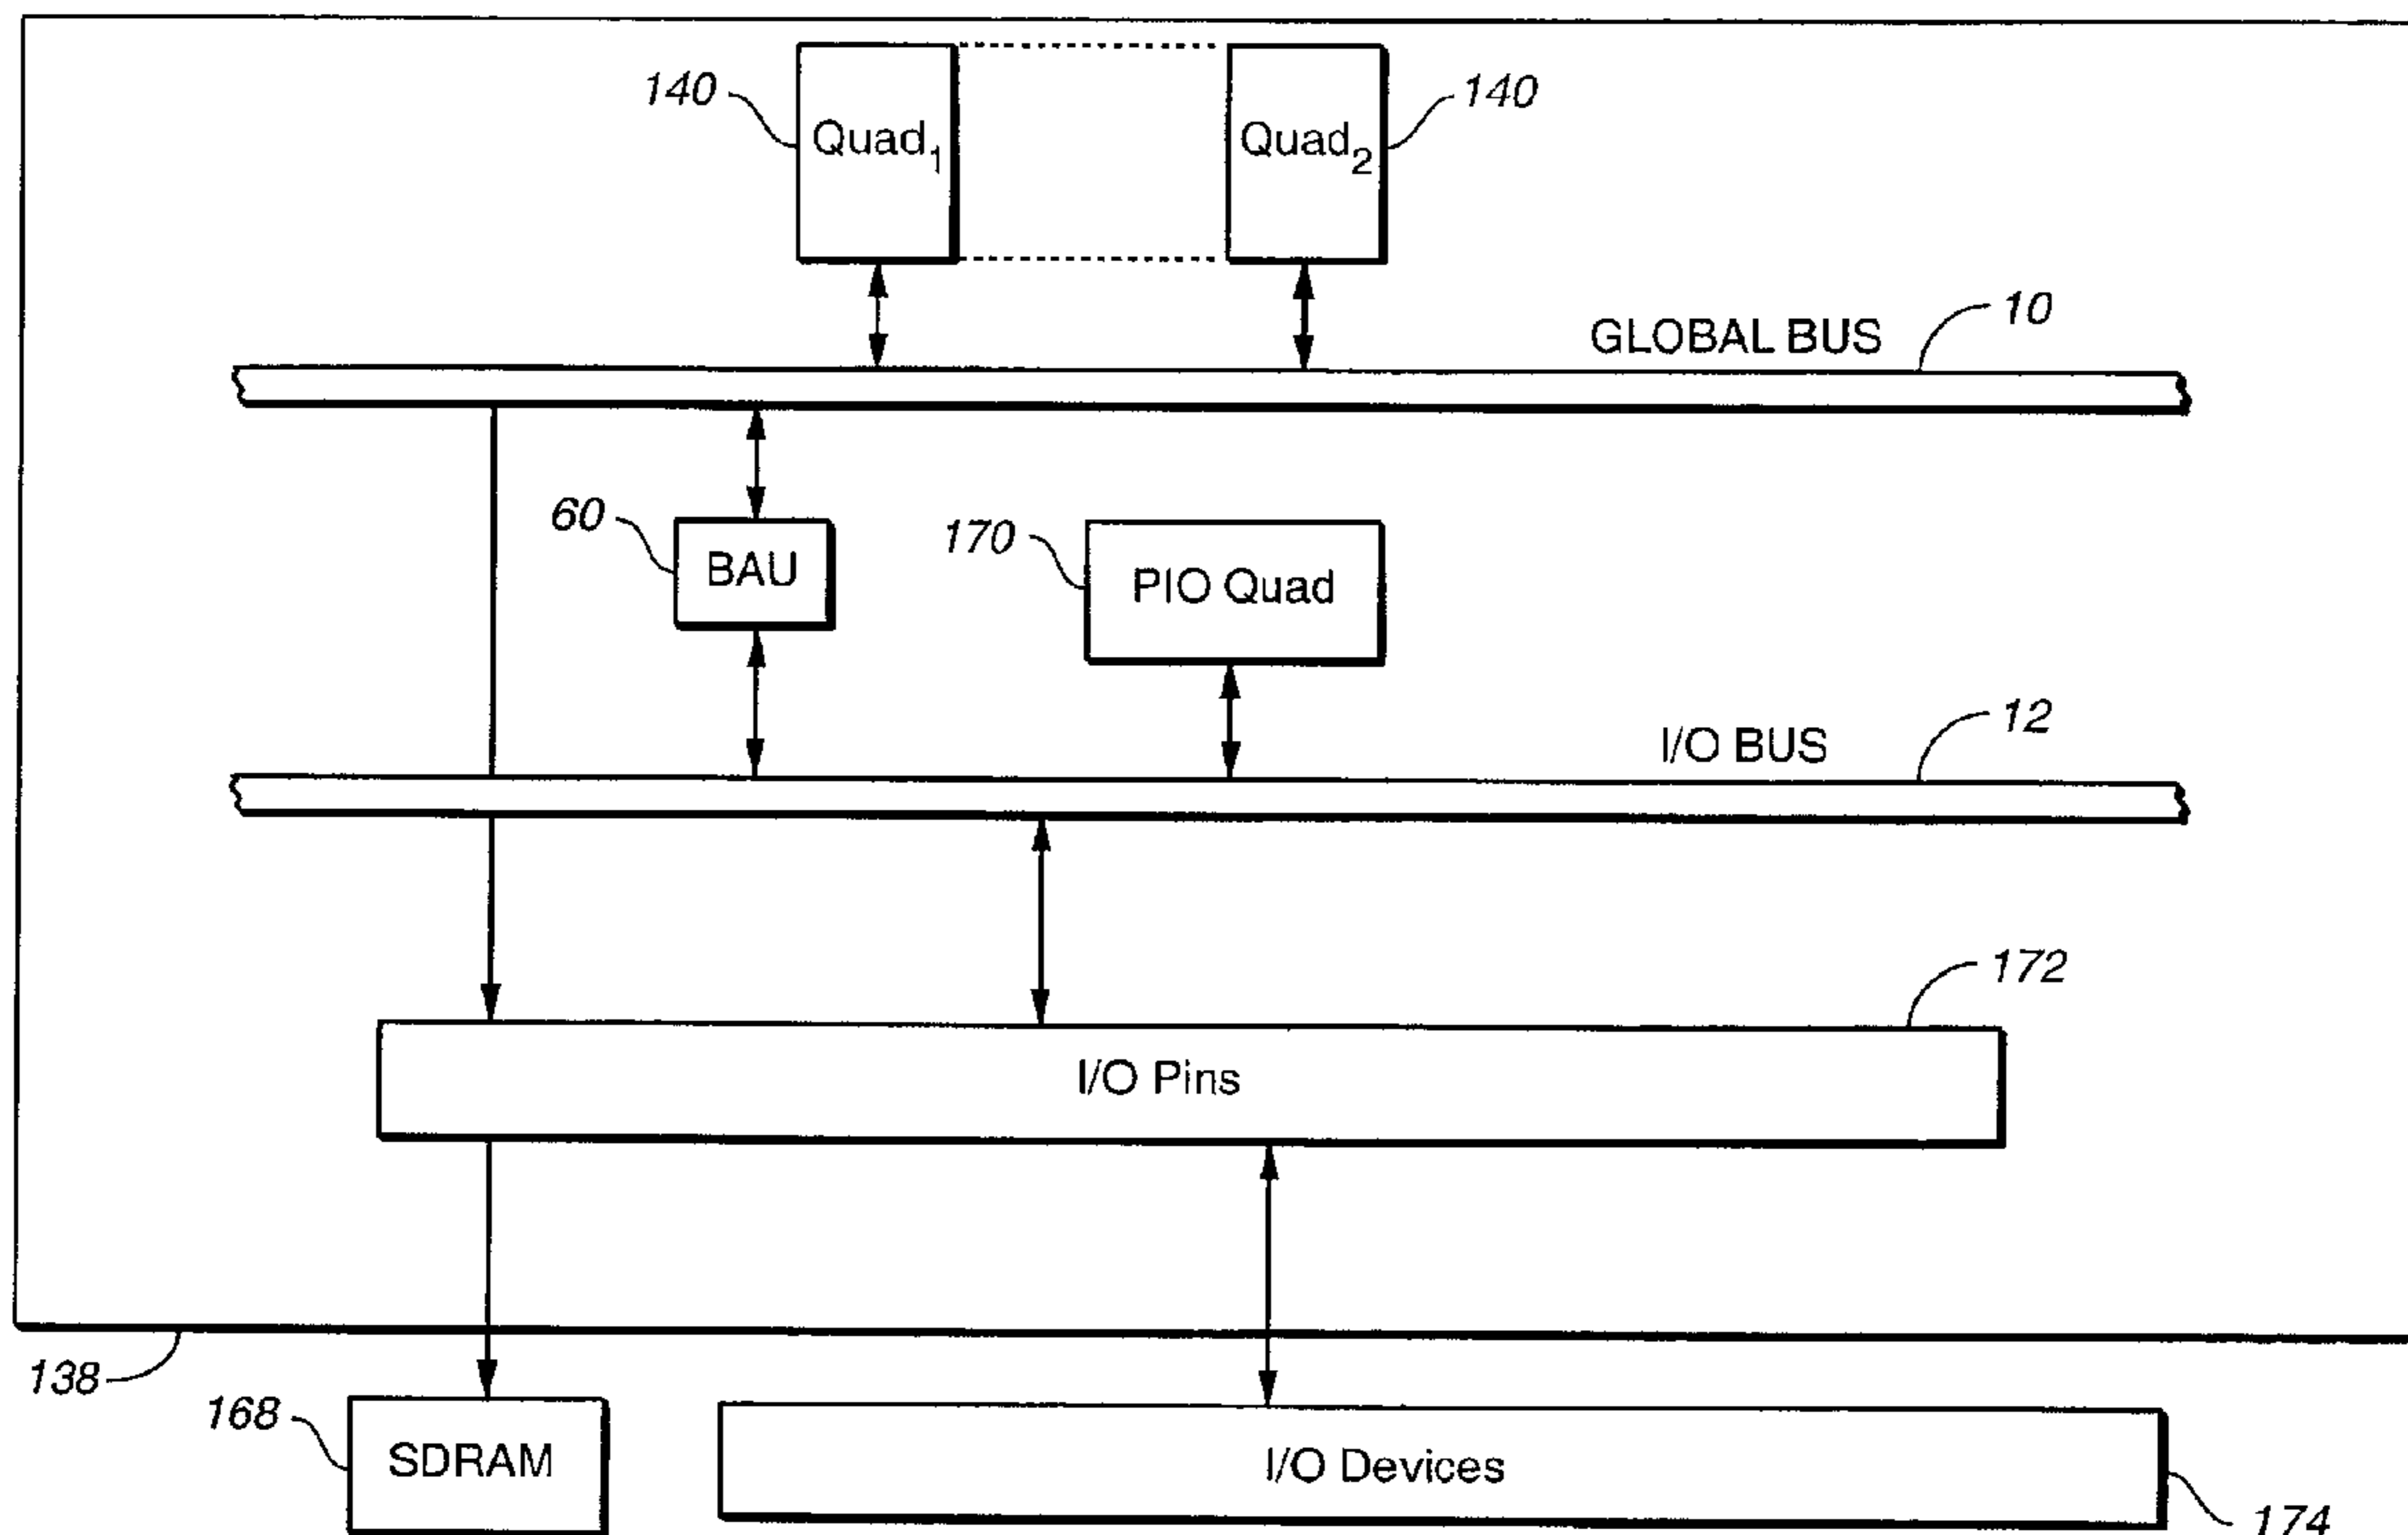 140
Quad1
Quad2
140
GLOBAL BUS
10
60
BAU
170
PIO Quad
I/O BUS
12
172
I/O Pins
138
168
SDRAM
I/O Devices
174